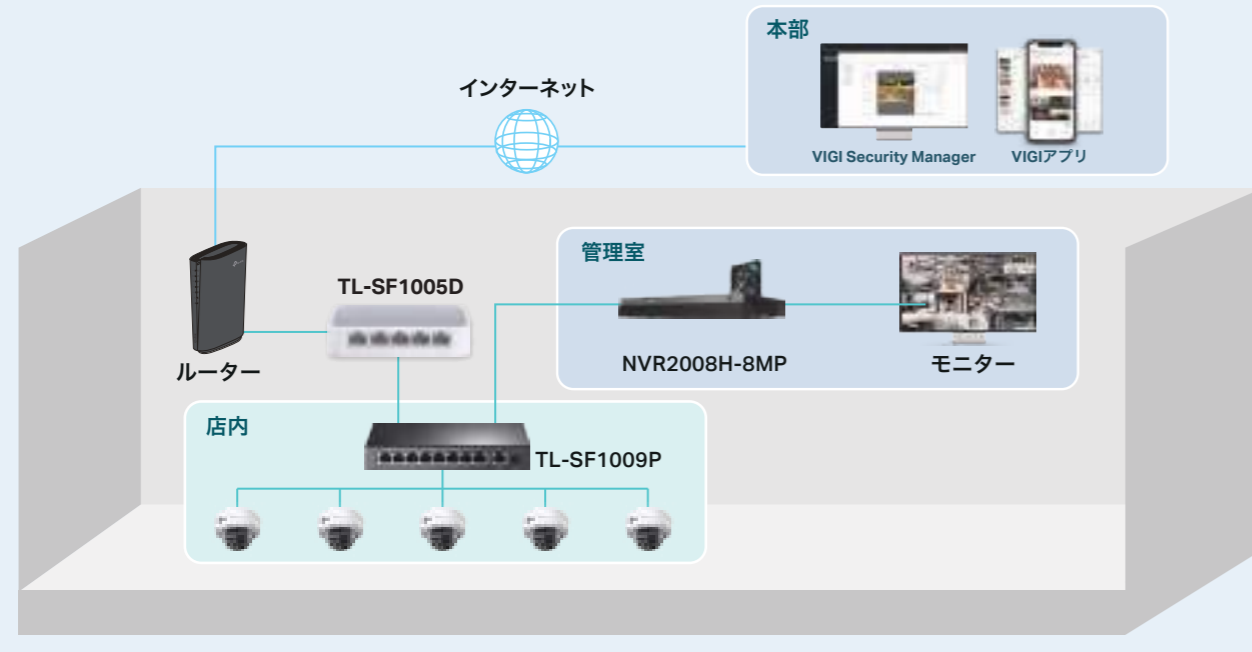 本部
インターネット
VIGI Security Manager
VIGIアプリ
管理室
TL-SF1005D
NVR2008H-8MP
モニター
ルーター
店内
TL-SF1009P